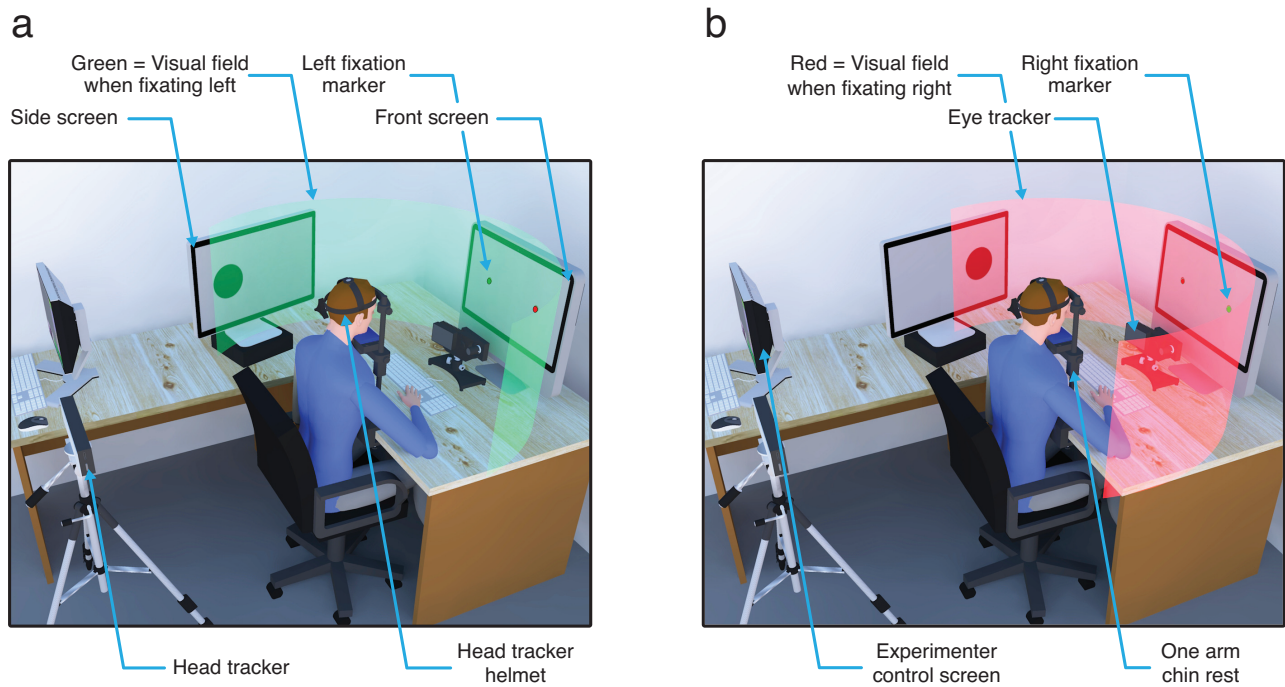 a
Green = Visual field
when fixating left
Left fixation
marker
Side screen
Front screen
Head tracker
Head tracker
helmet
b
Red = Visual field
when fixating right
Right fixation
marker
Eye tracker
Experimenter
control screen
One arm
chin rest